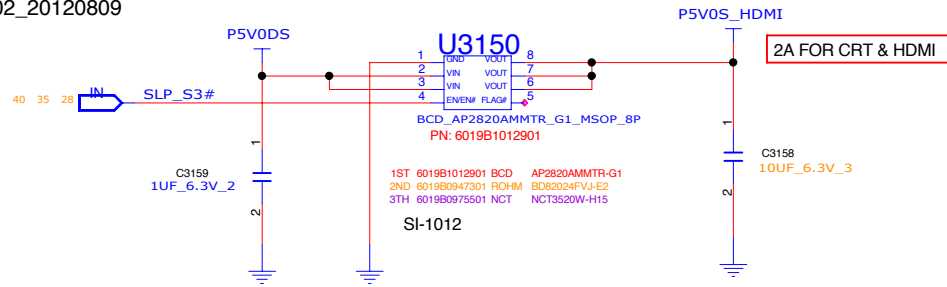 02_20120809
P5V0DS
P5V0S_HDMI
U3150
2A FOR CRT & HDMI
1 GND VOUT 8
2 VIN VOUT 7
3 VIN VOUT 6
4 EN/EN# FLAG# 5
40 35 28 IN SLP_S3#
BCD_AP2820AMMTR_G1_MSOP_8P
PN: 6019B1012901
1
1
C3159
1UF_6.3V_2
2
C3158
10UF_6.3V_3
2
1ST 6019B1012901 BCD AP2820AMMTR-G1
2ND 6019B0947301 ROHM BD82024FVJ-E2
3TH 6019B0975501 NCT NCT3520W-H15
SI-1012